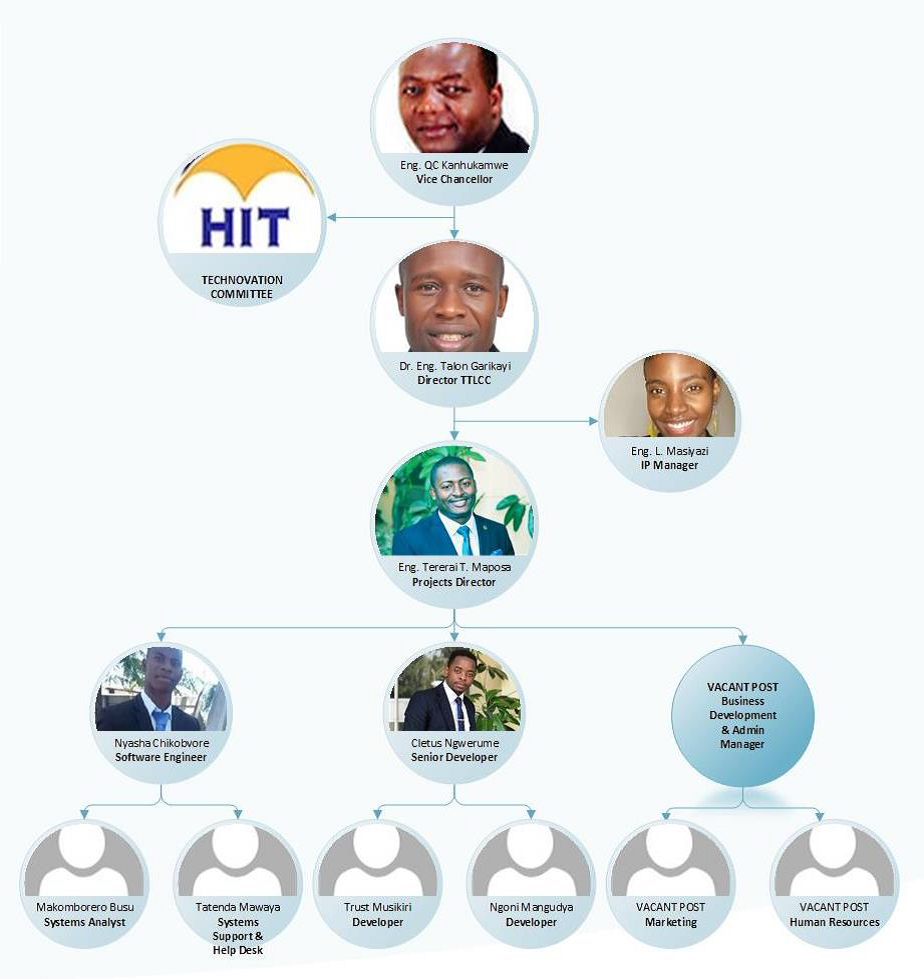 Eng. QC Kanhukamwe
Vice Chancellor
HIT
TECHNOVATION
COMMITTEE
Dr. Eng. Talon Garikayi
Director TTLCC
Eng. L. Masiyazi
IP Manager
Eng. Tererai T. Maposa
Projects Director
Nyasha Chikobvore
Software Engineer
Cletus Ngwerume
Senior Developer
VACANT POST
Business
Development
& Admin
Manager
Makomborero Busu
Systems Analyst
Tatenda Mawaya
Systems
Support &
Help Desk
Trust Musikiri
Developer
Ngoni Mangudya
Developer
VACANT POST
Marketing
VACANT POST
Human Resources